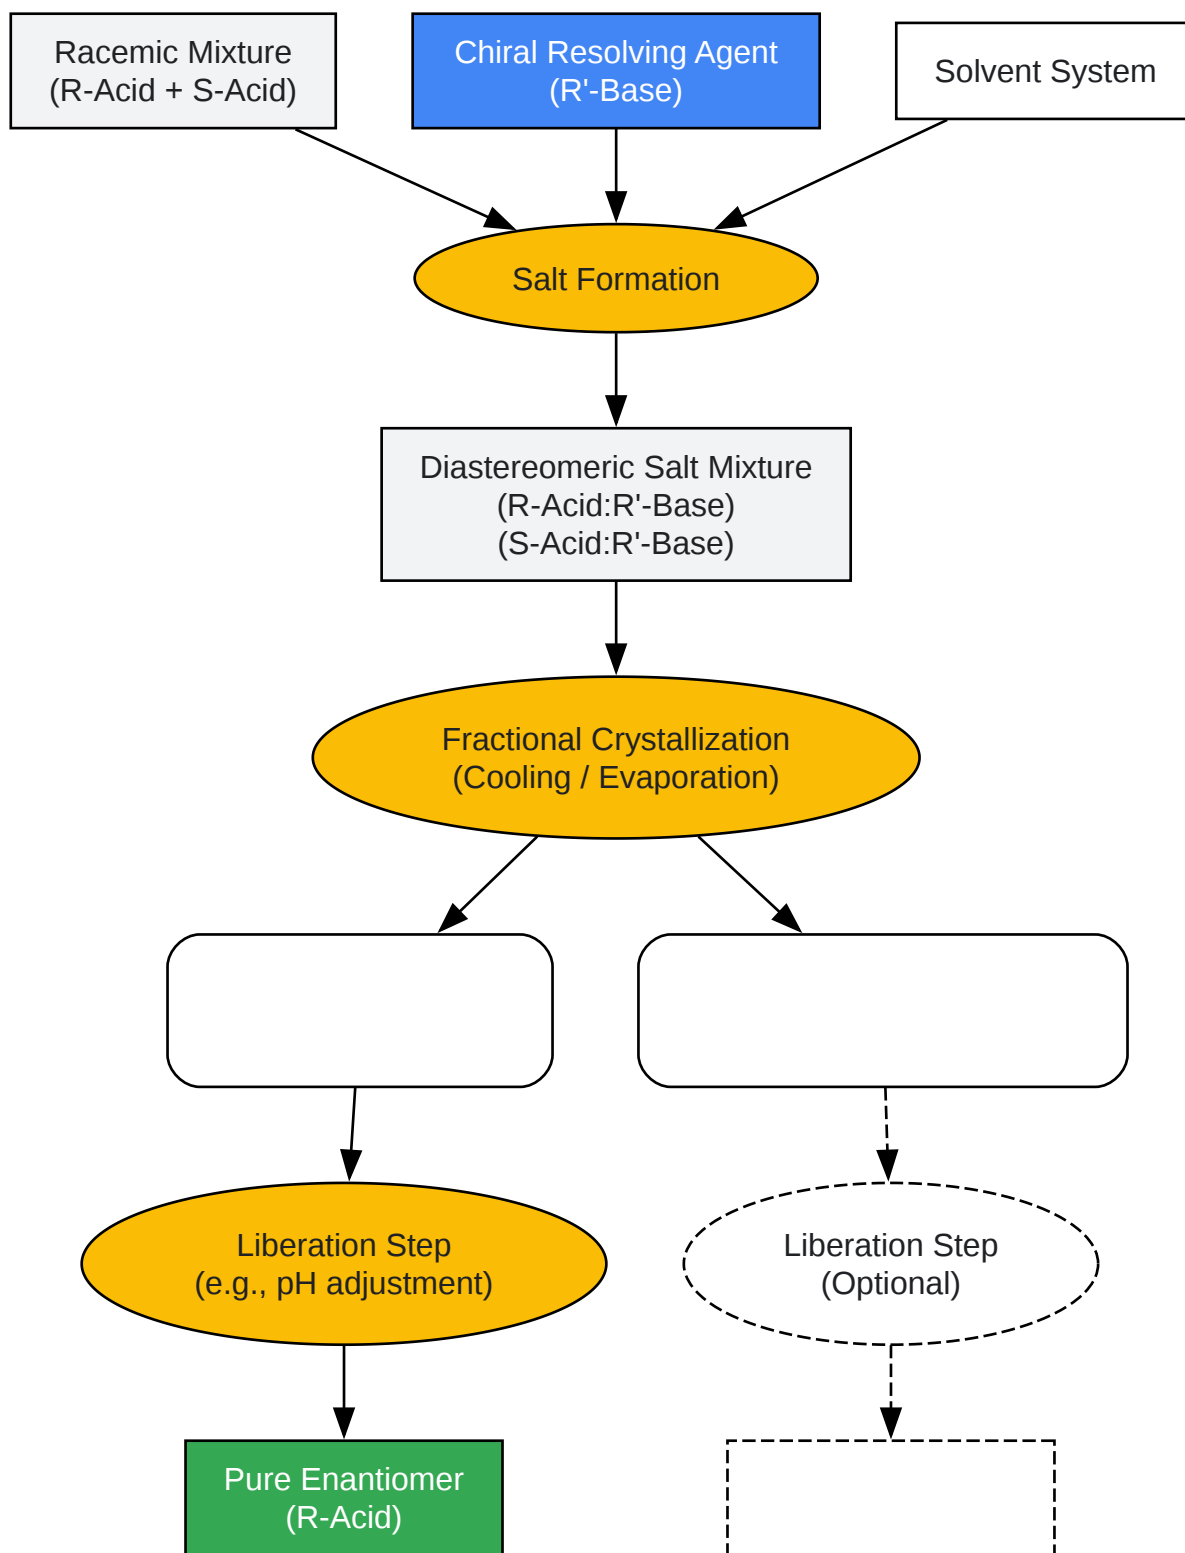 Racemic Mixture
(R-Acid + S-Acid)
Chiral Resolving Agent
(R'-Base)
Solvent System
Salt Formation
Diastereomeric Salt Mixture
(R-Acid:R'-Base)
(S-Acid:R'-Base)
Fractional Crystallization
(Cooling / Evaporation)
Liberation Step
(e.g., pH adjustment)
Liberation Step
(Optional)
Pure Enantiomer
(R-Acid)